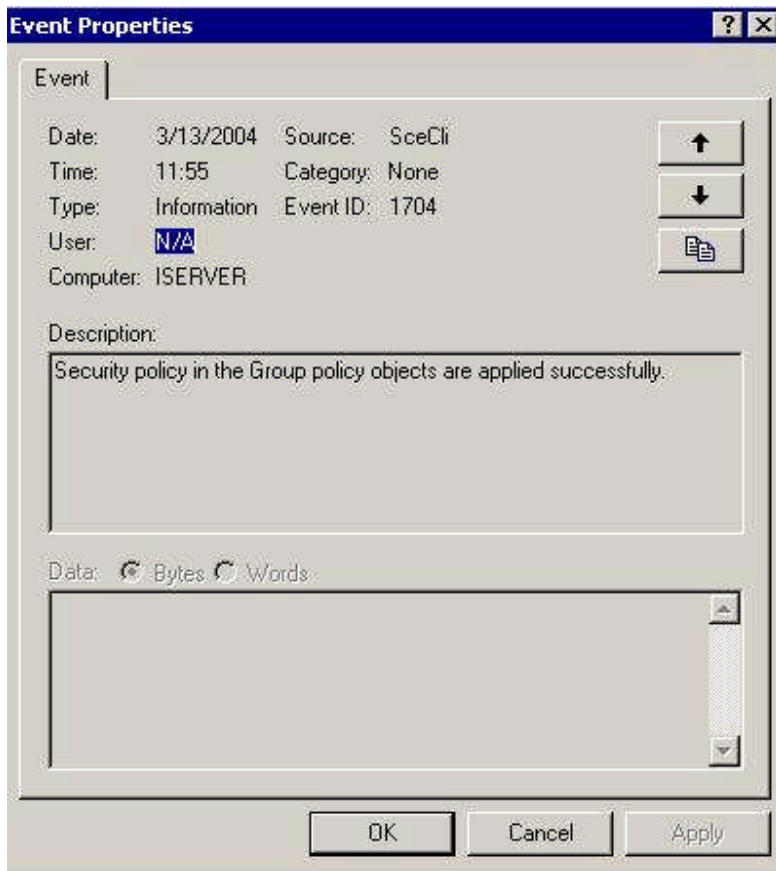 Event Properties
Event
Date: 3/13/2004 Source: SceCli
Time: 11:55 Category: None
Type: Information Event ID: 1704
User: N/A
Computer: ISERVER
Description:
Security policy in the Group policy objects are applied successfully.
Data: Bytes Words
OK Cancel Apply